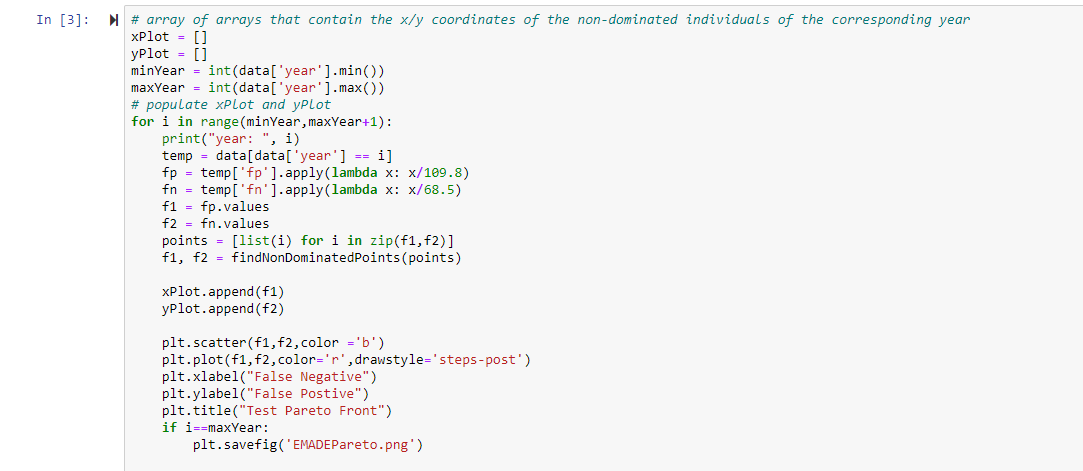 In [3]:
# array of arrays that contain the x/y coordinates of the non-dominated individuals of the corresponding year
xPlot = []
yPlot = []
minYear = int(data['year'].min())
maxYear = int(data['year'].max())
# populate xPlot and yPlot
for i in range(minYear,maxYear+1):
    print("year: ", i)
    temp = data[data['year'] == i]
    fp = temp['fp'].apply(lambda x: x/109.8)
    fn = temp['fn'].apply(lambda x: x/68.5)
    f1 = fp.values
    f2 = fn.values
    points = [list(i) for i in zip(f1,f2)]
    f1, f2 = findNonDominatedPoints(points)

    xPlot.append(f1)
    yPlot.append(f2)

    plt.scatter(f1,f2,color ='b')
    plt.plot(f1,f2,color='r',drawstyle='steps-post')
    plt.xlabel("False Negative")
    plt.ylabel("False Postive")
    plt.title("Test Pareto Front")
    if i==maxYear:
        plt.savefig('EMADEPareto.png')